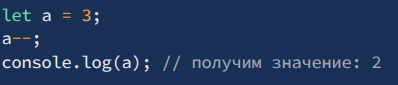 let a = 3;
a--;
console.log(a); // получим значение: 2